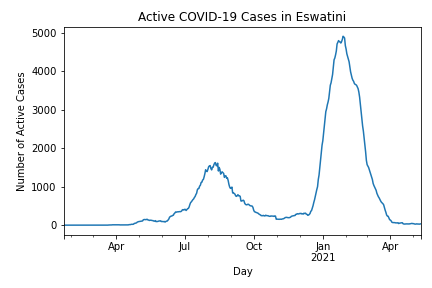 Active COVID-19 Cases in Eswatini
5000
4000
3000
2000
1000
0
Number of Active Cases
Apr
Jul
Oct
Jan
2021
Apr
Day